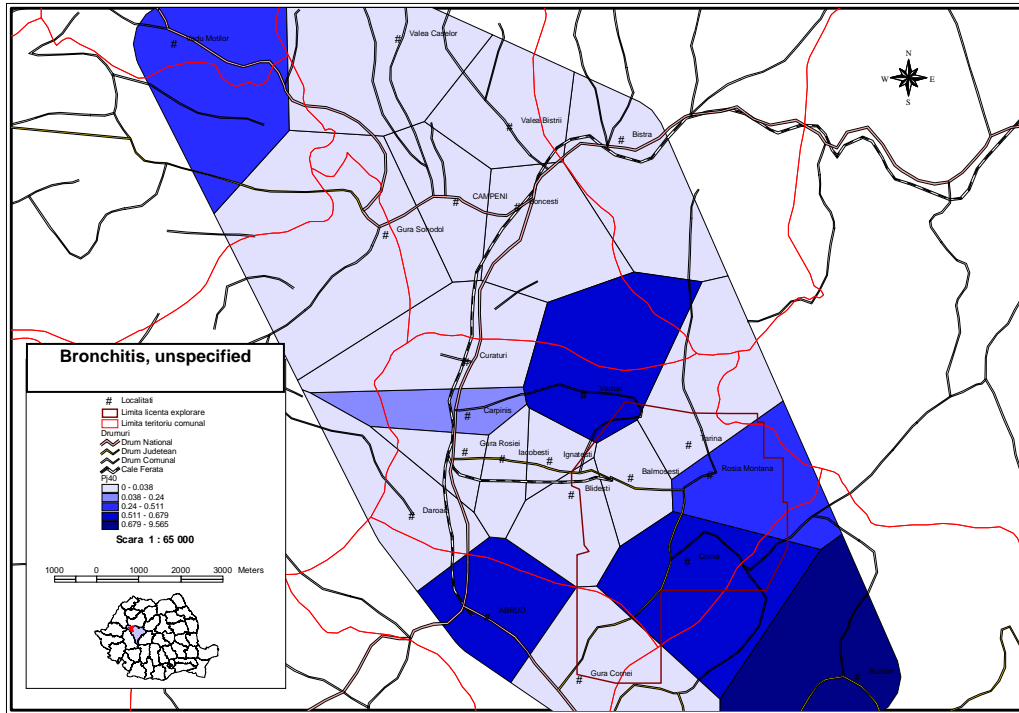 Vadu Motilor
Valea Caselor
N
W E
S
Valea Bistrii
Bistra
CAMPENI
Boncesti
Gura Sohodol
Curaturi
Vartop
Carpinis
Gura Rosiei
Iacobesti
Ignatesti
Tarina
Balmosesti
Rosia Montana
Blidesti
Daroaia
Corna
ABRUD
Gura Cornei
Bucium
Bronchitis, unspecified
# Localitati
Limita licenta explorare
Limita teritoriu comunal
Drumuri
Drum National
Drum Judetean
Drum Comunal
Cale Ferata
Pj40
0 - 0.038
0.038 - 0.24
0.24 - 0.511
0.511 - 0.679
0.679 - 9.565
Scara 1 : 65 000
1000 0 1000 2000 3000 Meters